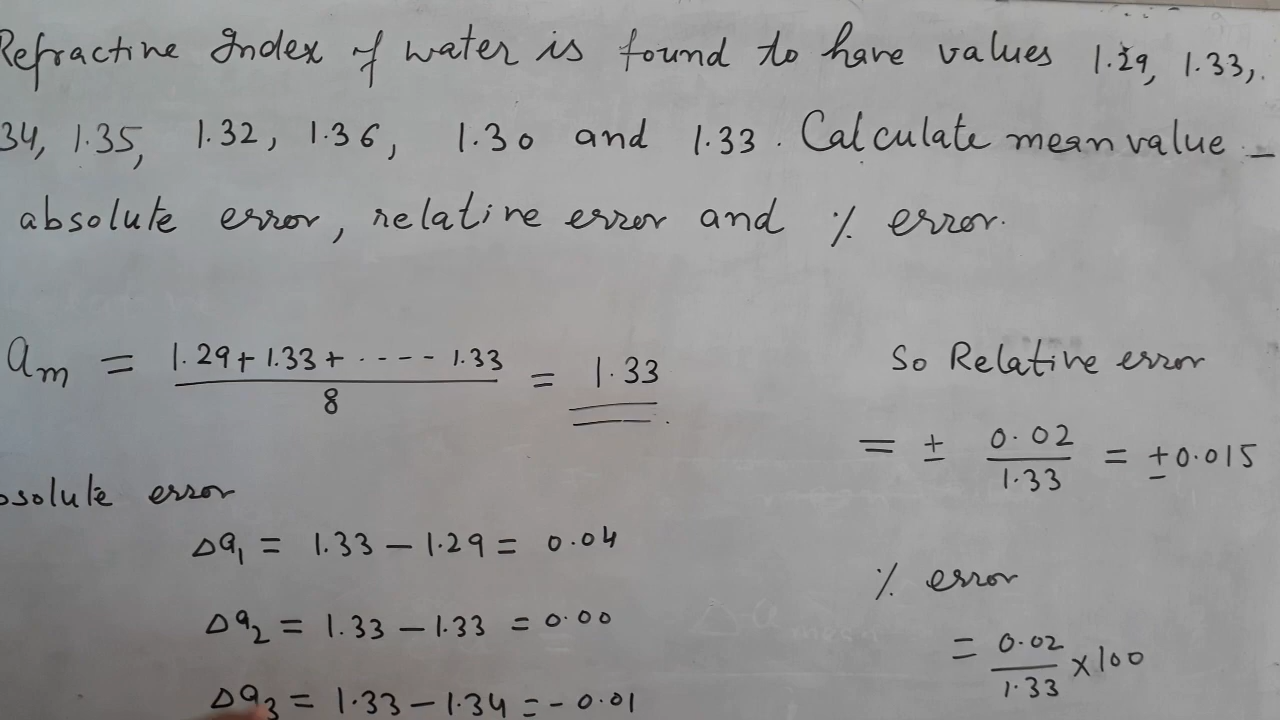 Refractive Index of water is found to have values 1.29, 1.33,
34, 1.35, 1.32, 1.36, 1.30 and 1.33. Calculate mean value -
absolute error, relative error and % error.
am = 1.29+1.33+ ---- 1.33 / 8 = 1.33
osolute error
Δa1 = 1.33 - 1.29 = 0.04
Δa2 = 1.33 - 1.33 = 0.00
Δa3 = 1.33 - 1.34 = - 0.01
So Relative error
= ± 0.02 / 1.33 = ±0.015
% error
= 0.02 / 1.33 ×100